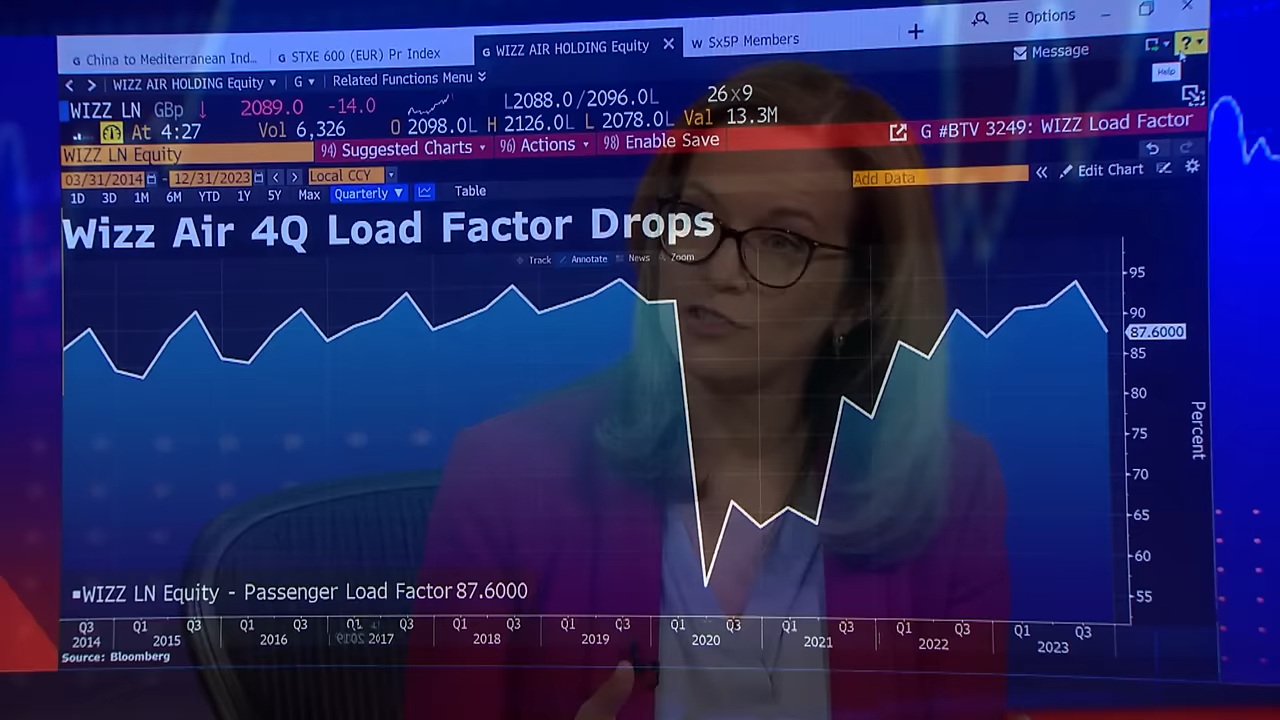 G China to Mediterranean Ind... G STXE 600 (EUR) Pr Index G WIZZ AIR HOLDING Equity × W Sx5P Members + Options
WIZZ AIR HOLDING Equity G Related Functions Menu Message
Help
WIZZ LN GBp ↓ 2089.0 -14.0 L2088.0/2096.0L 26x9
At 4:27 Vol 6,326 O 2098.0L H 2126.0L L 2078.0L Val 13.3M
WIZZ LN Equity 94) Suggested Charts 96) Actions 98) Enable Save G #BTV 3249: WIZZ Load Factor
03/31/2014 - 12/31/2023 Local CCY Add Data « Edit Chart
1D 3D 1M 6M YTD 1Y 5Y Max Quarterly ▼ Table
Wizz Air 4Q Load Factor Drops
Track Annotate News Zoom
95
90
87.6000
85
80
75
70
65
60
55
Percent
WIZZ LN Equity - Passenger Load Factor 87.6000
Q3 Q1 Q3 Q1 Q3 Q1 Q3 Q1 Q3 Q1 Q3 Q1 Q3 Q1 Q3 Q1 Q3 Q1 Q3
2014 2015 2016 2017 2018 2019 2020 2021 2022 2023
Source: Bloomberg